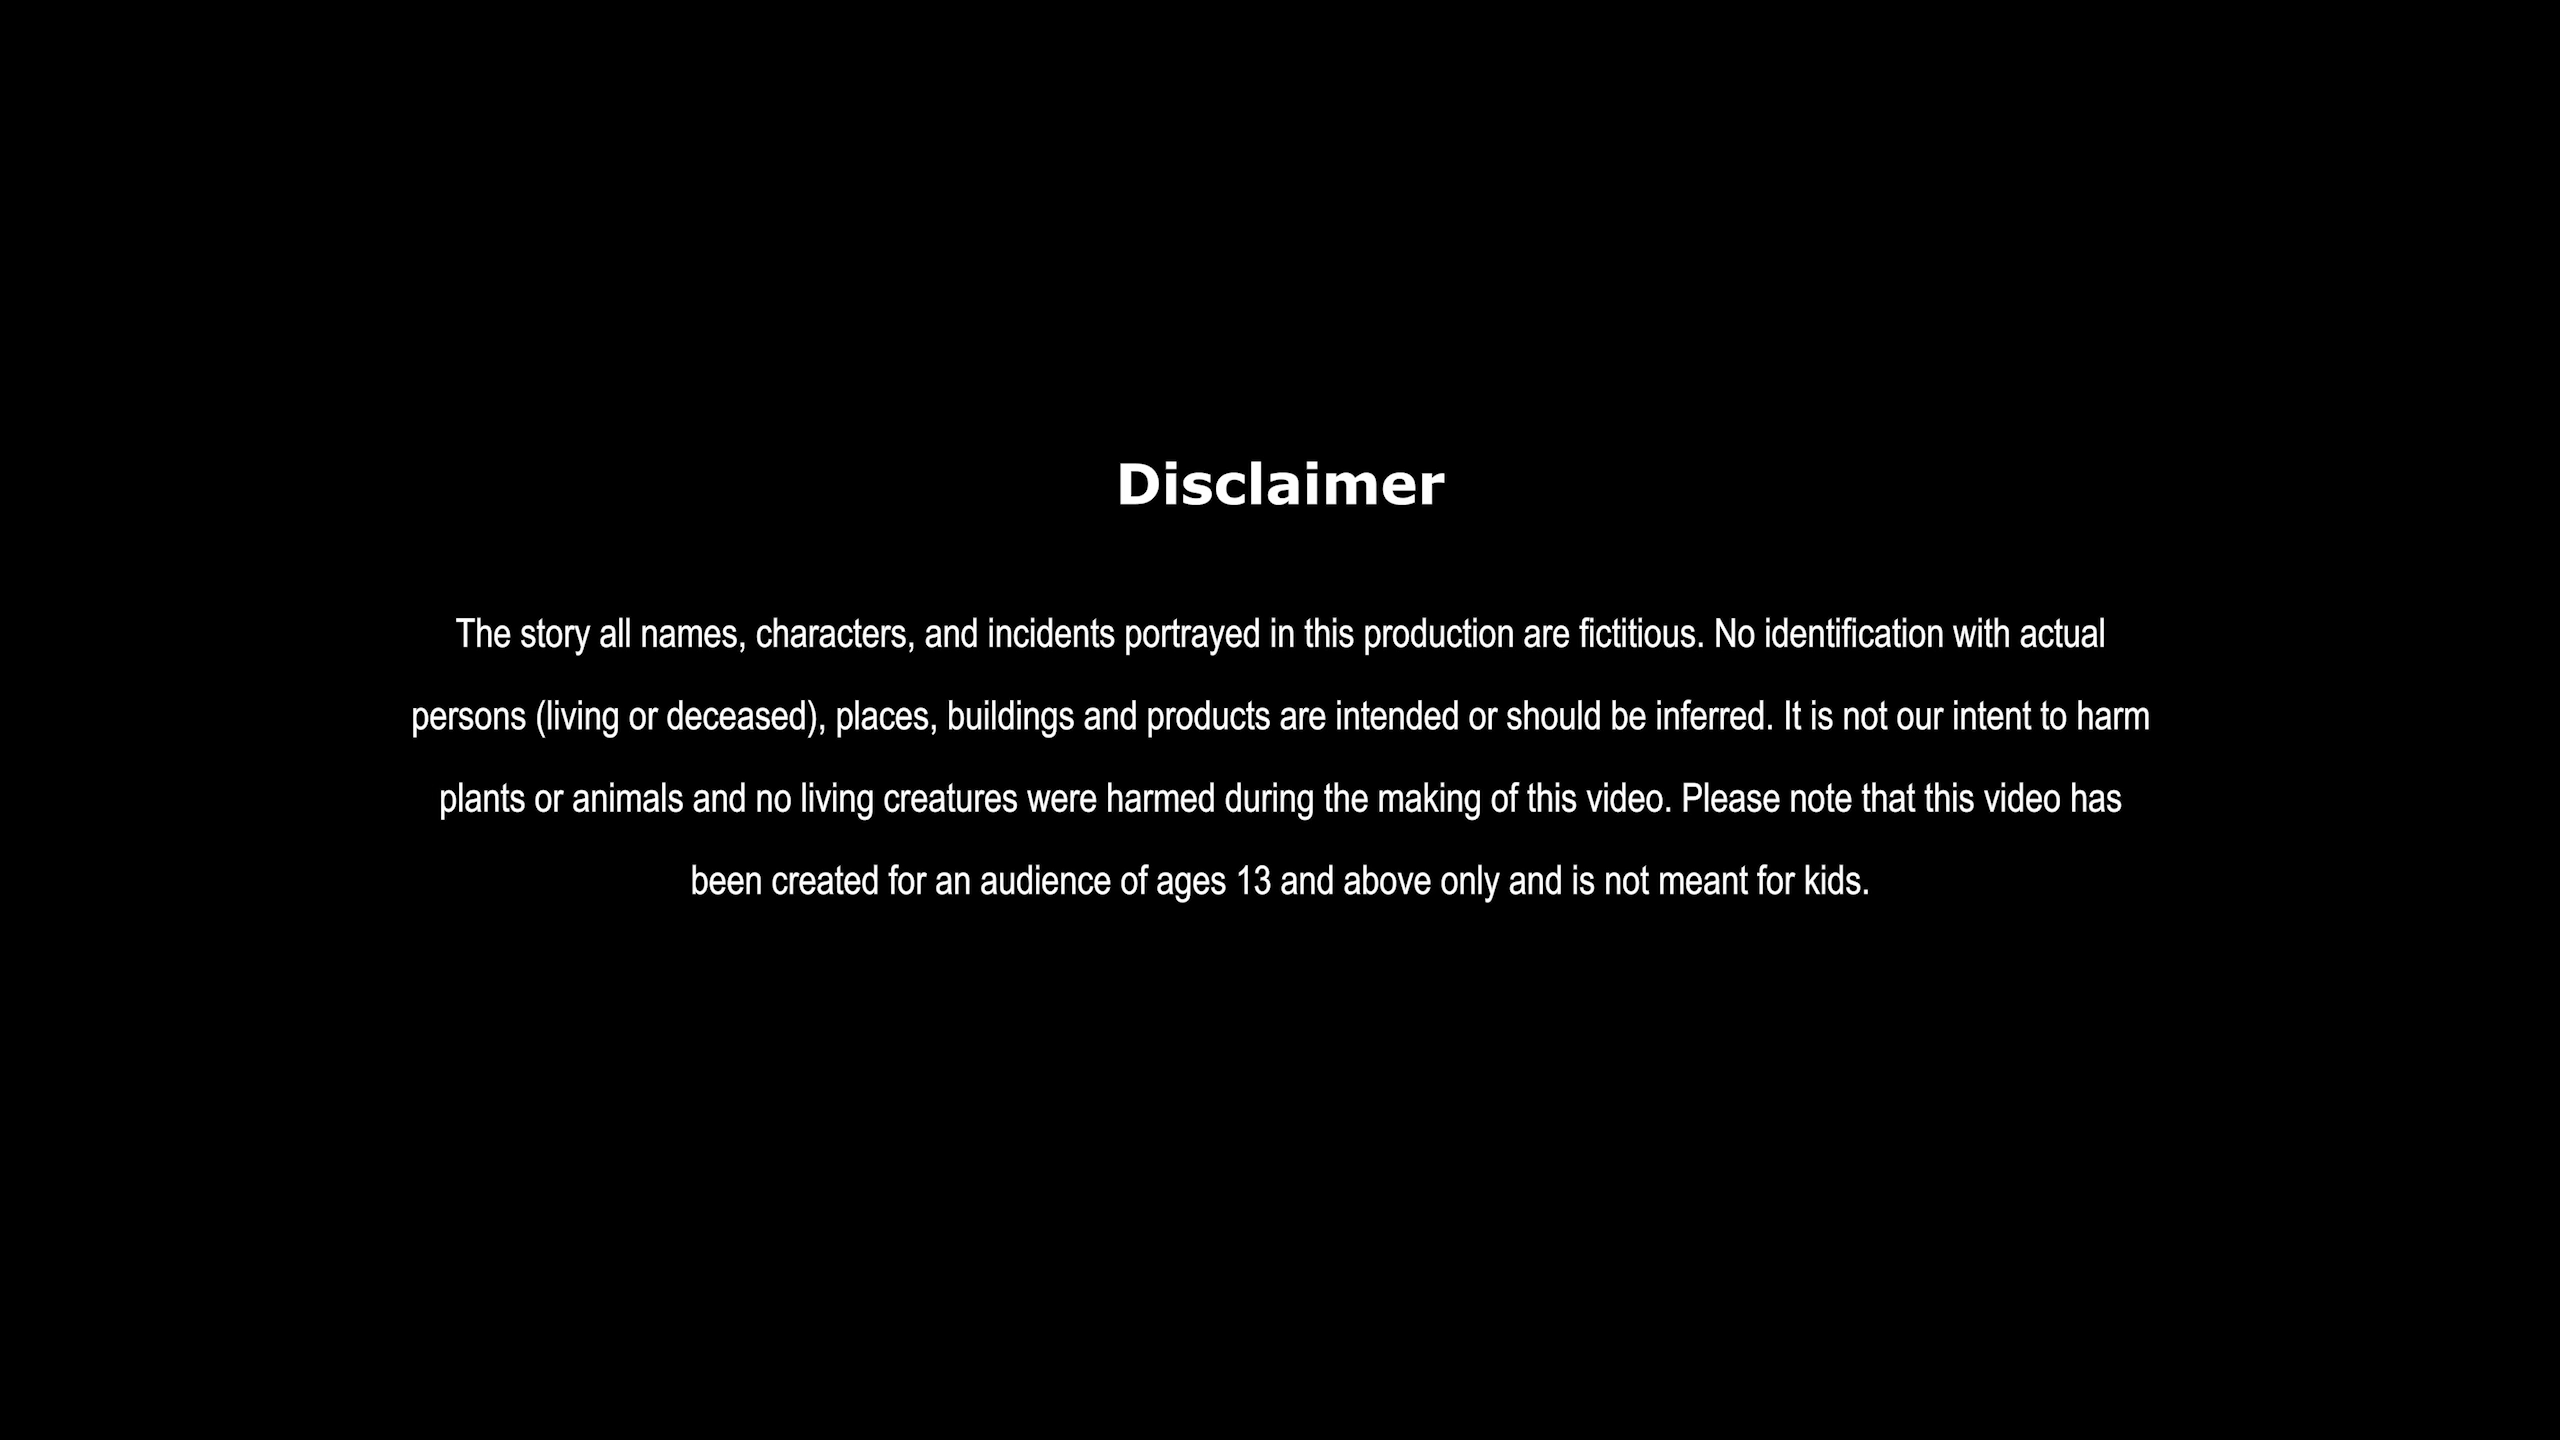 Disclaimer
The story all names, characters, and incidents portrayed in this production are fictitious. No identification with actual
persons (living or deceased), places, buildings and products are intended or should be inferred. It is not our intent to harm
plants or animals and no living creatures were harmed during the making of this video. Please note that this video has
been created for an audience of ages 13 and above only and is not meant for kids.